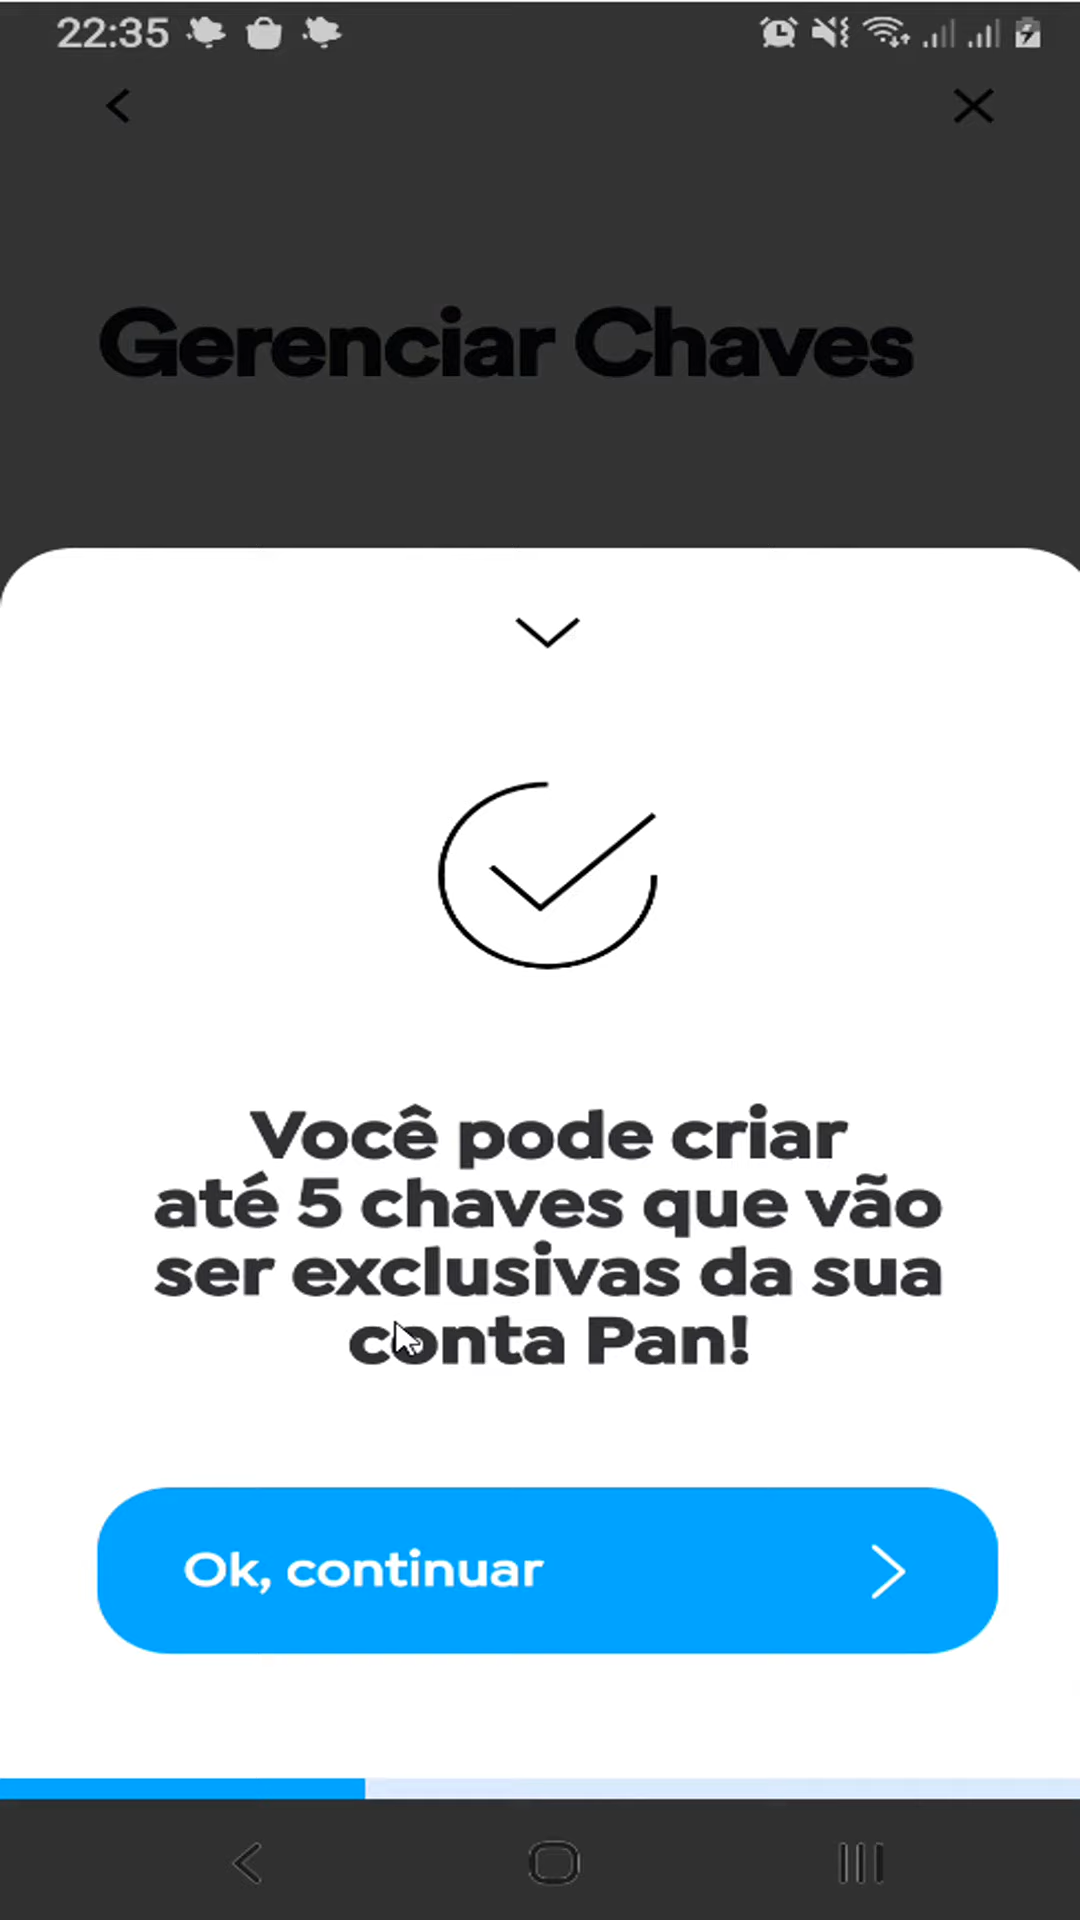 22:35
Gerenciar Chaves
Você pode criar
até 5 chaves que vão
ser exclusivas da sua
conta Pan!
Ok, continuar